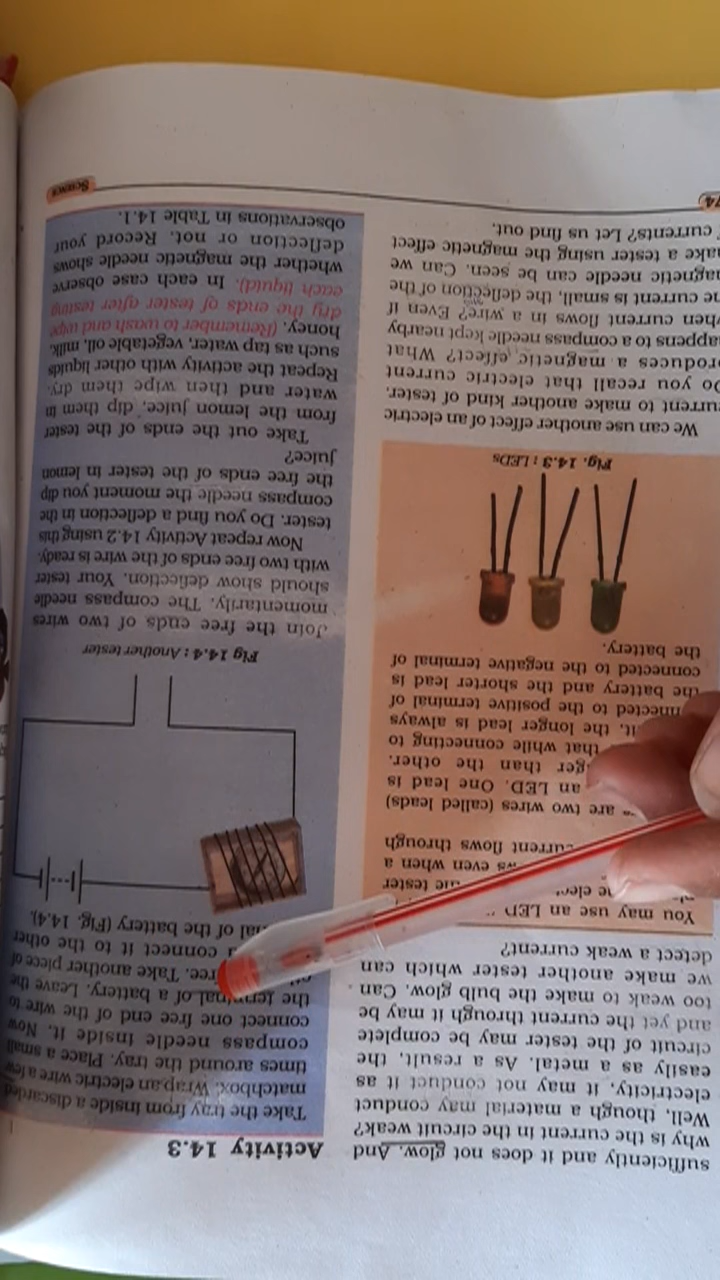 sufficiently and it does not glow. And
why is the current in the circuit weak?
Well, though a material may conduct
electricity, it may not conduct it as
easily as a metal. As a result, the
circuit of the tester may be complete
and yet the current through it may be
too weak to make the bulb glow. Can
we make another tester which can
detect a weak current?
You may use an LED
tester
even when a
current flows through
are two wires (called leads)
an LED. One lead is
than the other.
that while connecting to
the longer lead is always
to the positive terminal of
the battery and the shorter lead is
connected to the negative terminal of
the battery.
Fig. 14.3 : LEDs
We can use another effect of an electric
current to make another kind of tester.
Do you recall that electric current
produces a magnetic effect? What
happens to a compass needle kept nearby
when current flows in a wire? Even if
the current is small, the deflection of the
magnetic needle can be seen. Can we
make a tester using the magnetic effect
currents? Let us find out.
74
Activity 14.3
Take the tray from inside a discarded
matchbox. Wrap an electric wire a few
times around the tray. Place a small
compass needle inside it. Now
connect one free end of the wire to
the terminal of a battery. Leave the
free. Take another piece of
connect it to the other
of the battery (Fig. 14.4).
Fig 14.4 : Another tester
Join the free ends of two wires
momentarily. The compass needle
should show deflection. Your tester
with two free ends of the wire is ready.
Now repeat Activity 14.2 using this
tester. Do you find a deflection in the
compass needle the moment you dip
the free ends of the tester in lemon
juice?
Take out the ends of the tester
from the lemon juice, dip them in
water and then wipe them dry.
Repeat the activity with other liquids
such as tap water, vegetable oil, milk,
honey. (Remember to wash and wipe
dry the ends of tester after testing
each liquid). In each case observe
whether the magnetic needle shows
deflection or not. Record your
observations in Table 14.1.
Science